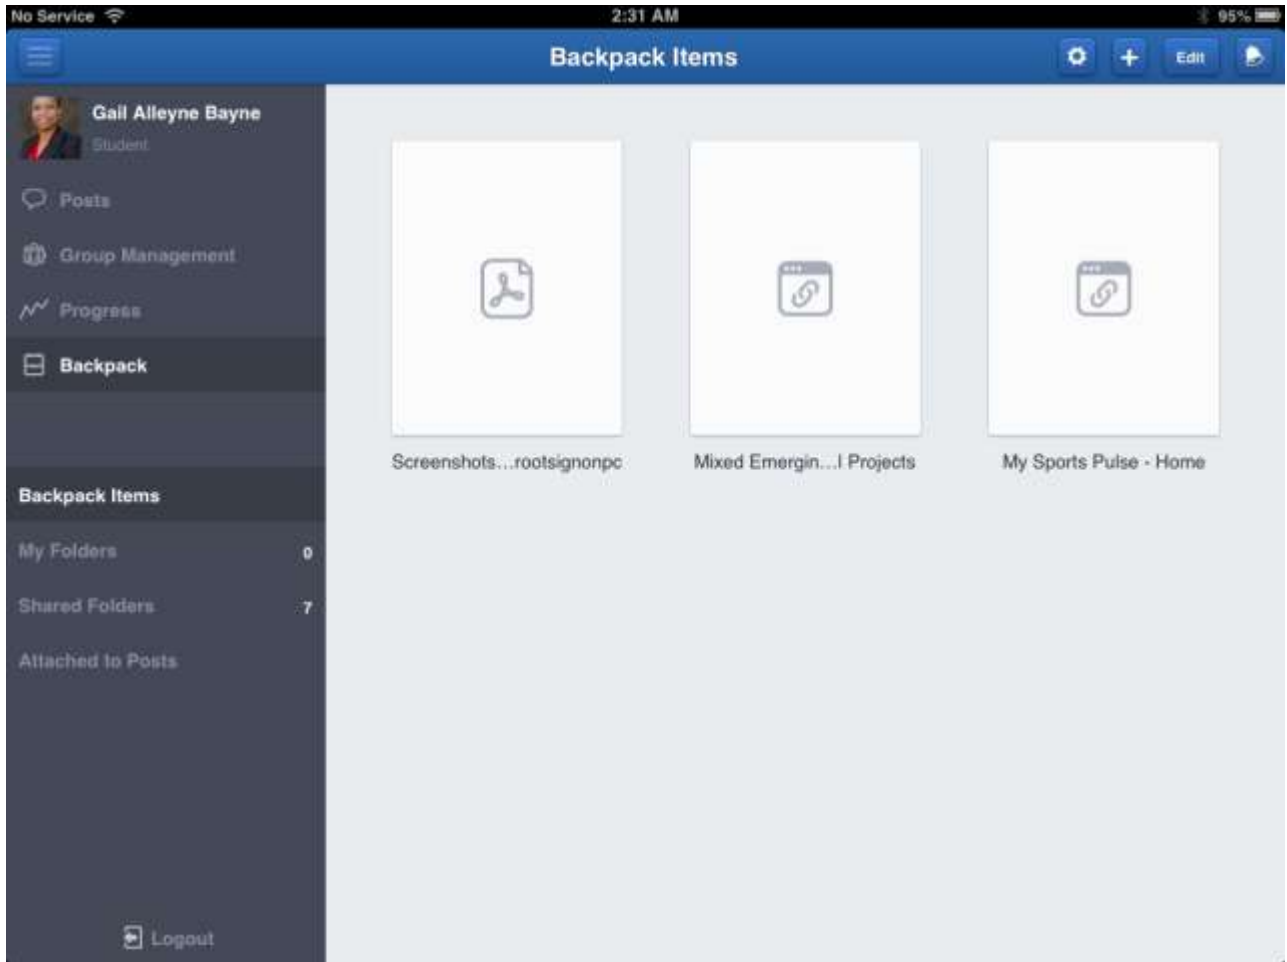 No Service
2:31 AM
95%
Backpack Items
Edit
Gail Alleyne Bayne
Student
Posts
Group Management
Progress
Backpack
Screenshots...rootsignonpc
Mixed Emergin...l Projects
My Sports Pulse - Home
Backpack Items
My Folders 0
Shared Folders 7
Attached to Posts
Logout